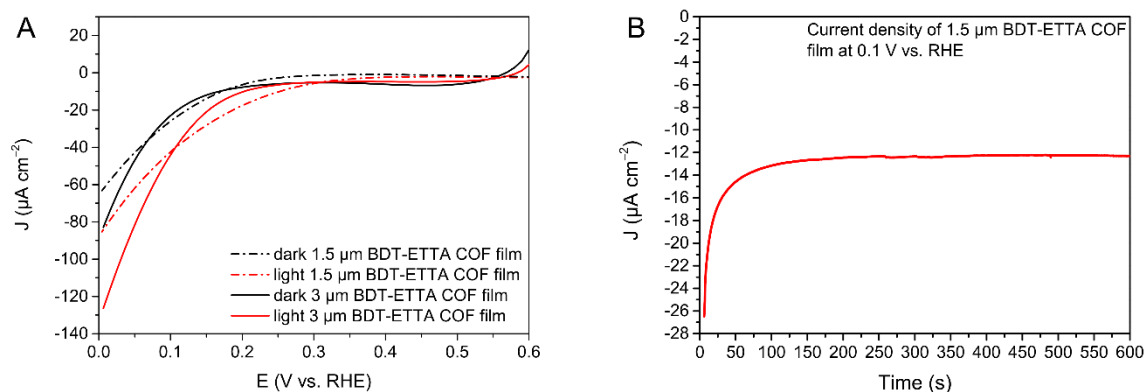 A
20
0
-20
-40
-60
-80
-100
-120
-140
J (µA cm⁻²)
dark 1.5 µm BDT-ETTA COF film
light 1.5 µm BDT-ETTA COF film
dark 3 µm BDT-ETTA COF film
light 3 µm BDT-ETTA COF film
0.0 0.1 0.2 0.3 0.4 0.5 0.6
E (V vs. RHE)
B
Current density of 1.5 µm BDT-ETTA COF
film at 0.1 V vs. RHE
0
-2
-4
-6
-8
-10
-12
-14
-16
-18
-20
-22
-24
-26
-28
J (µA cm⁻²)
0 50 100 150 200 250 300 350 400 450 500 550 600
Time (s)